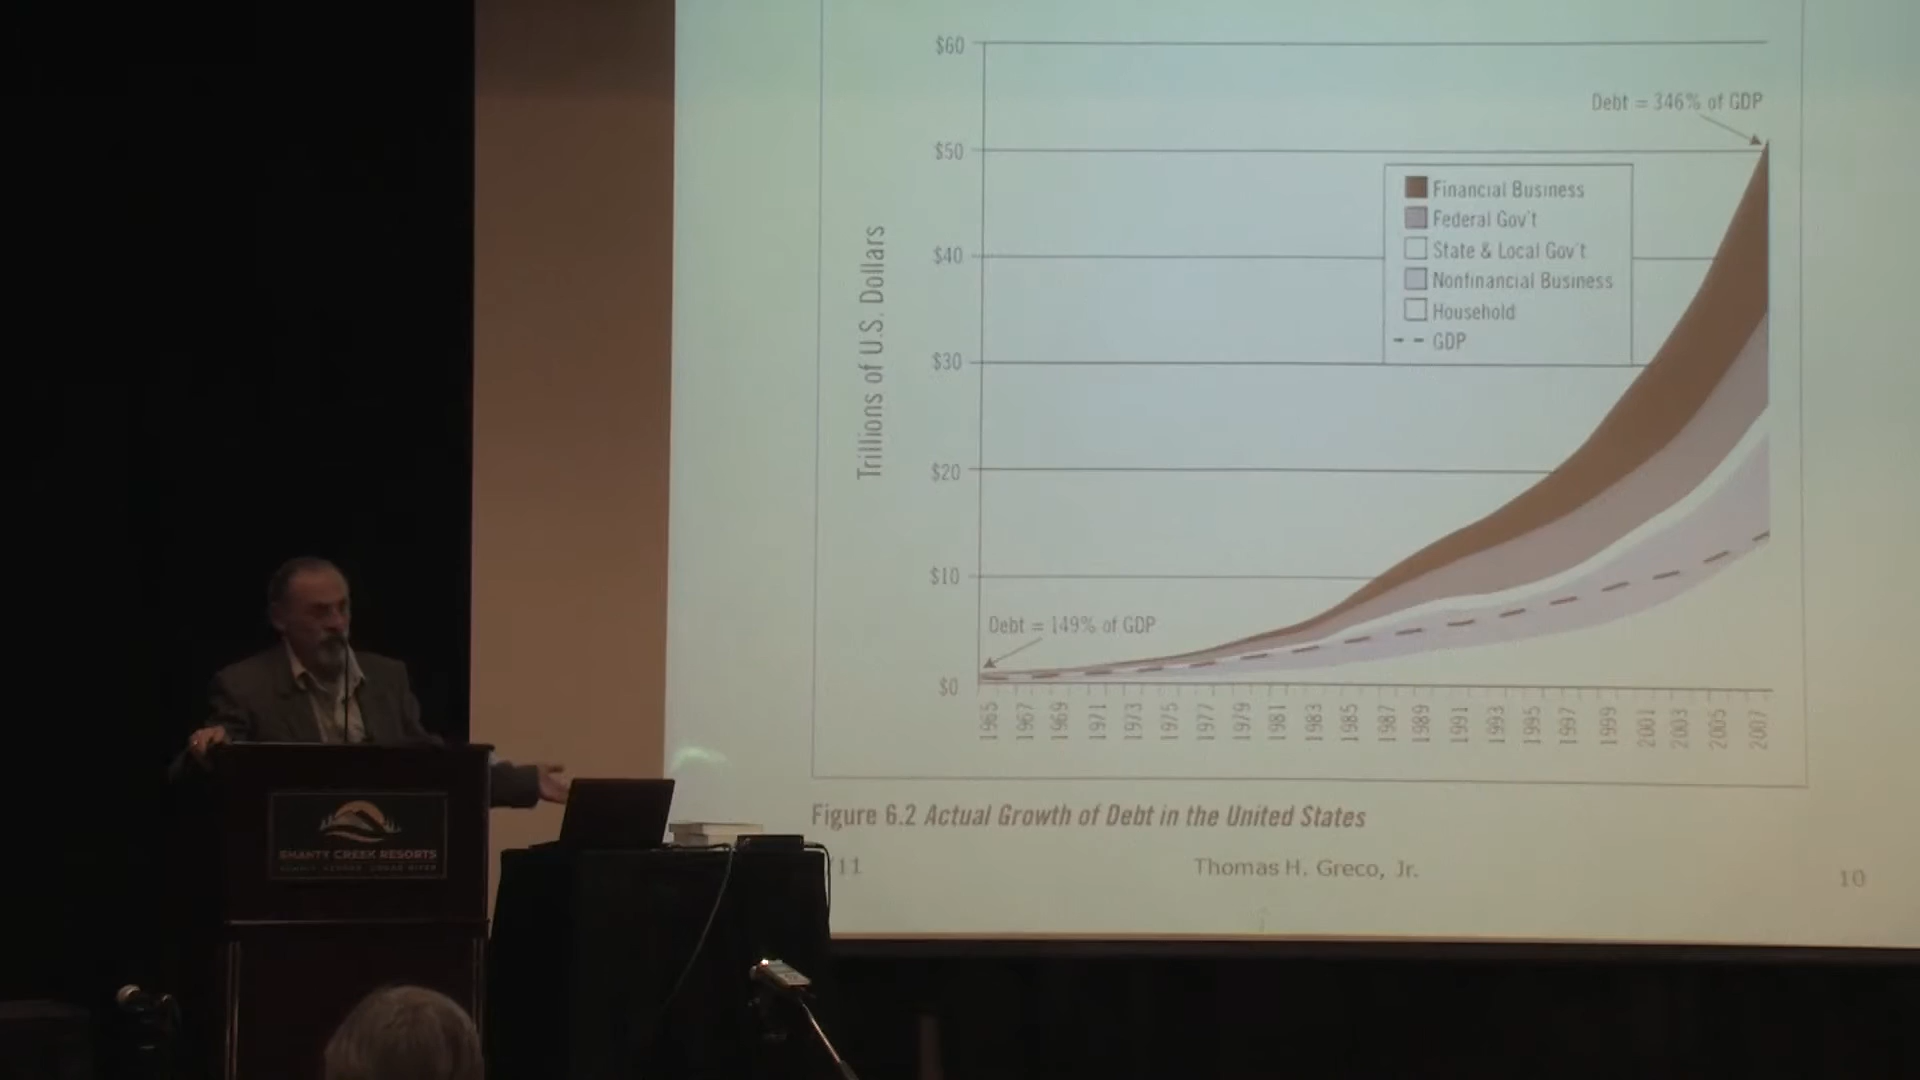 $60
$50
$40
$30
$20
$10
$0
Trillions of U.S. Dollars
Debt = 346% of GDP
Financial Business
Federal Gov't
State & Local Gov't
Nonfinancial Business
Household
GDP
Debt = 149% of GDP
1965 1967 1969 1971 1973 1975 1977 1979 1981 1983 1985 1987 1989 1991 1993 1995 1997 1999 2001 2003 2005 2007
Figure 6.2 Actual Growth of Debt in the United States
/11 Thomas H. Greco, Jr. 10
SHANTY CREEK RESORTS